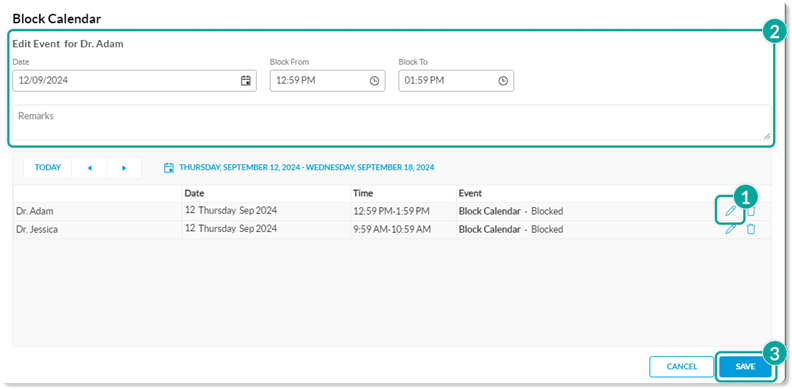 Block Calendar
2
Edit Event for Dr. Adam
Date Block From Block To
12/09/2024 12:59 PM 01:59 PM
Remarks
TODAY THURSDAY, SEPTEMBER 12, 2024 - WEDNESDAY, SEPTEMBER 18, 2024
Date Time Event
1
Dr. Adam 12 Thursday Sep 2024 12:59 PM-1:59 PM Block Calendar - Blocked
Dr. Jessica 12 Thursday Sep 2024 9:59 AM-10:59 AM Block Calendar - Blocked
3
CANCEL SAVE